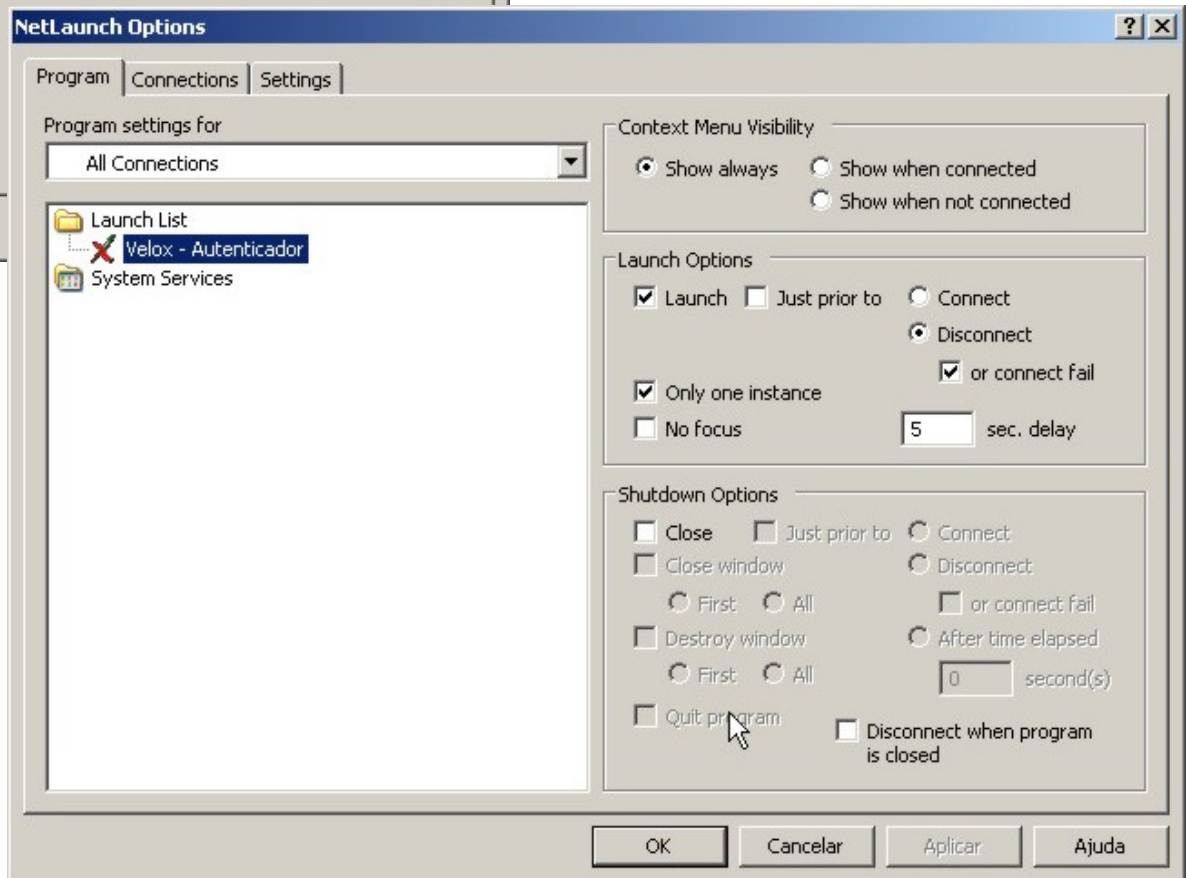 NetLaunch Options
Program
Connections
Settings
Program settings for
All Connections
Launch List
Velox - Autenticador
System Services
Context Menu Visibility
Show always
Show when connected
Show when not connected
Launch Options
Launch
Just prior to
Connect
Disconnect
or connect fail
Only one instance
No focus
5 sec. delay
Shutdown Options
Close
Just prior to
Connect
Close window
Disconnect
First
All
or connect fail
Destroy window
After time elapsed
First
All
0 second(s)
Quit program
Disconnect when program
is closed
OK
Cancelar
Aplicar
Ajuda